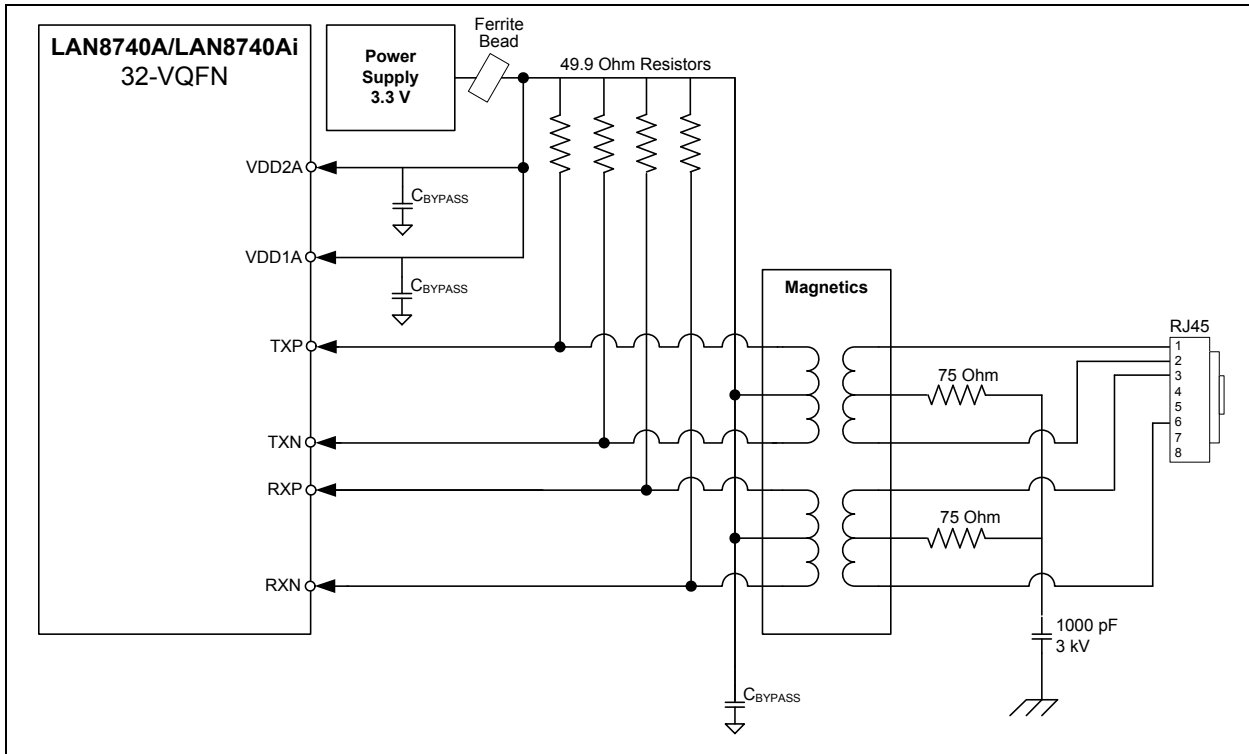 LAN8740A/LAN8740Ai
32-VQFN
Power
Supply
3.3 V
Ferrite
Bead
49.9 Ohm Resistors
VDD2A
CBYPASS
VDD1A
CBYPASS
Magnetics
RJ45
TXP
1
2
3
4
5
6
7
8
75 Ohm
TXN
RXP
75 Ohm
RXN
1000 pF
3 kV
CBYPASS